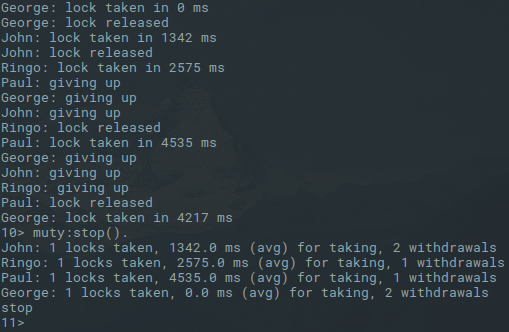 George: lock taken in 0 ms
George: lock released
John: lock taken in 1342 ms
John: lock released
Ringo: lock taken in 2575 ms
Paul: giving up
George: giving up
John: giving up
Ringo: lock released
Paul: lock taken in 4535 ms
George: giving up
John: giving up
Ringo: giving up
Paul: lock released
George: lock taken in 4217 ms
10> muty:stop().
John: 1 locks taken, 1342.0 ms (avg) for taking, 2 withdrawals
Ringo: 1 locks taken, 2575.0 ms (avg) for taking, 1 withdrawals
Paul: 1 locks taken, 4535.0 ms (avg) for taking, 1 withdrawals
George: 1 locks taken, 0.0 ms (avg) for taking, 2 withdrawals
stop
11>